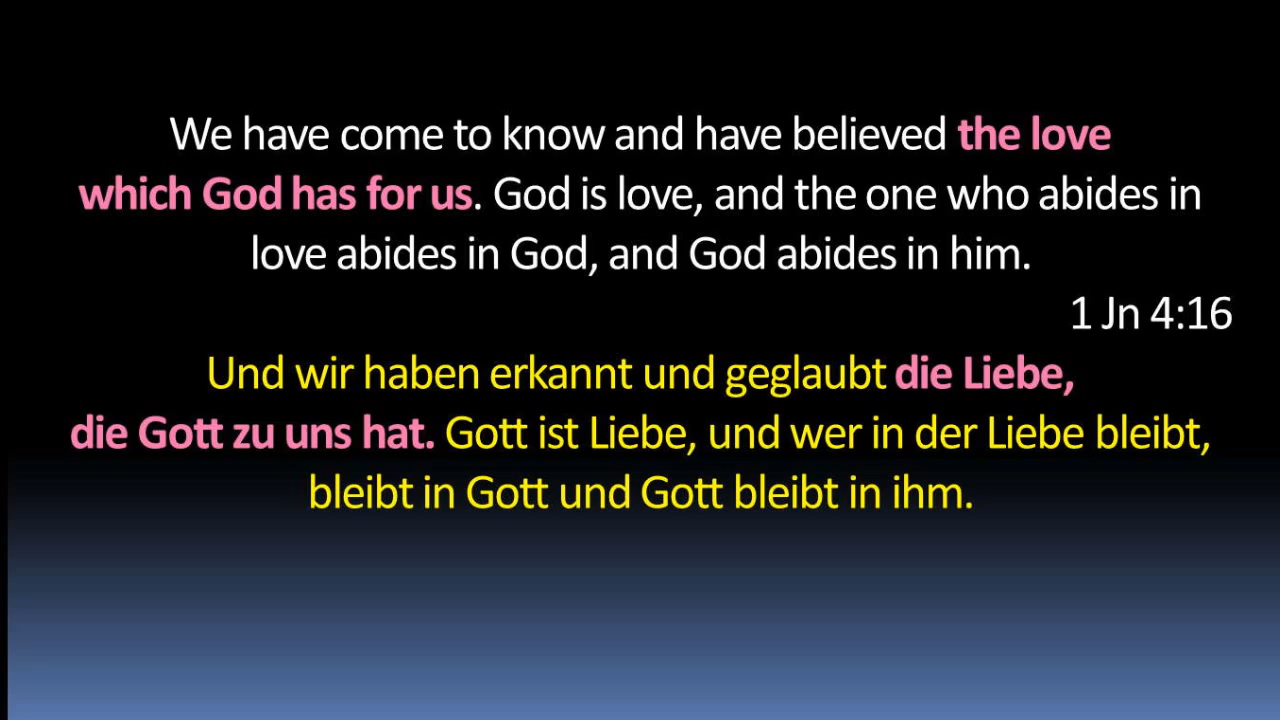 We have come to know and have believed the love
which God has for us. God is love, and the one who abides in
love abides in God, and God abides in him.
1 Jn 4:16
Und wir haben erkannt und geglaubt die Liebe,
die Gott zu uns hat. Gott ist Liebe, und wer in der Liebe bleibt,
bleibt in Gott und Gott bleibt in ihm.